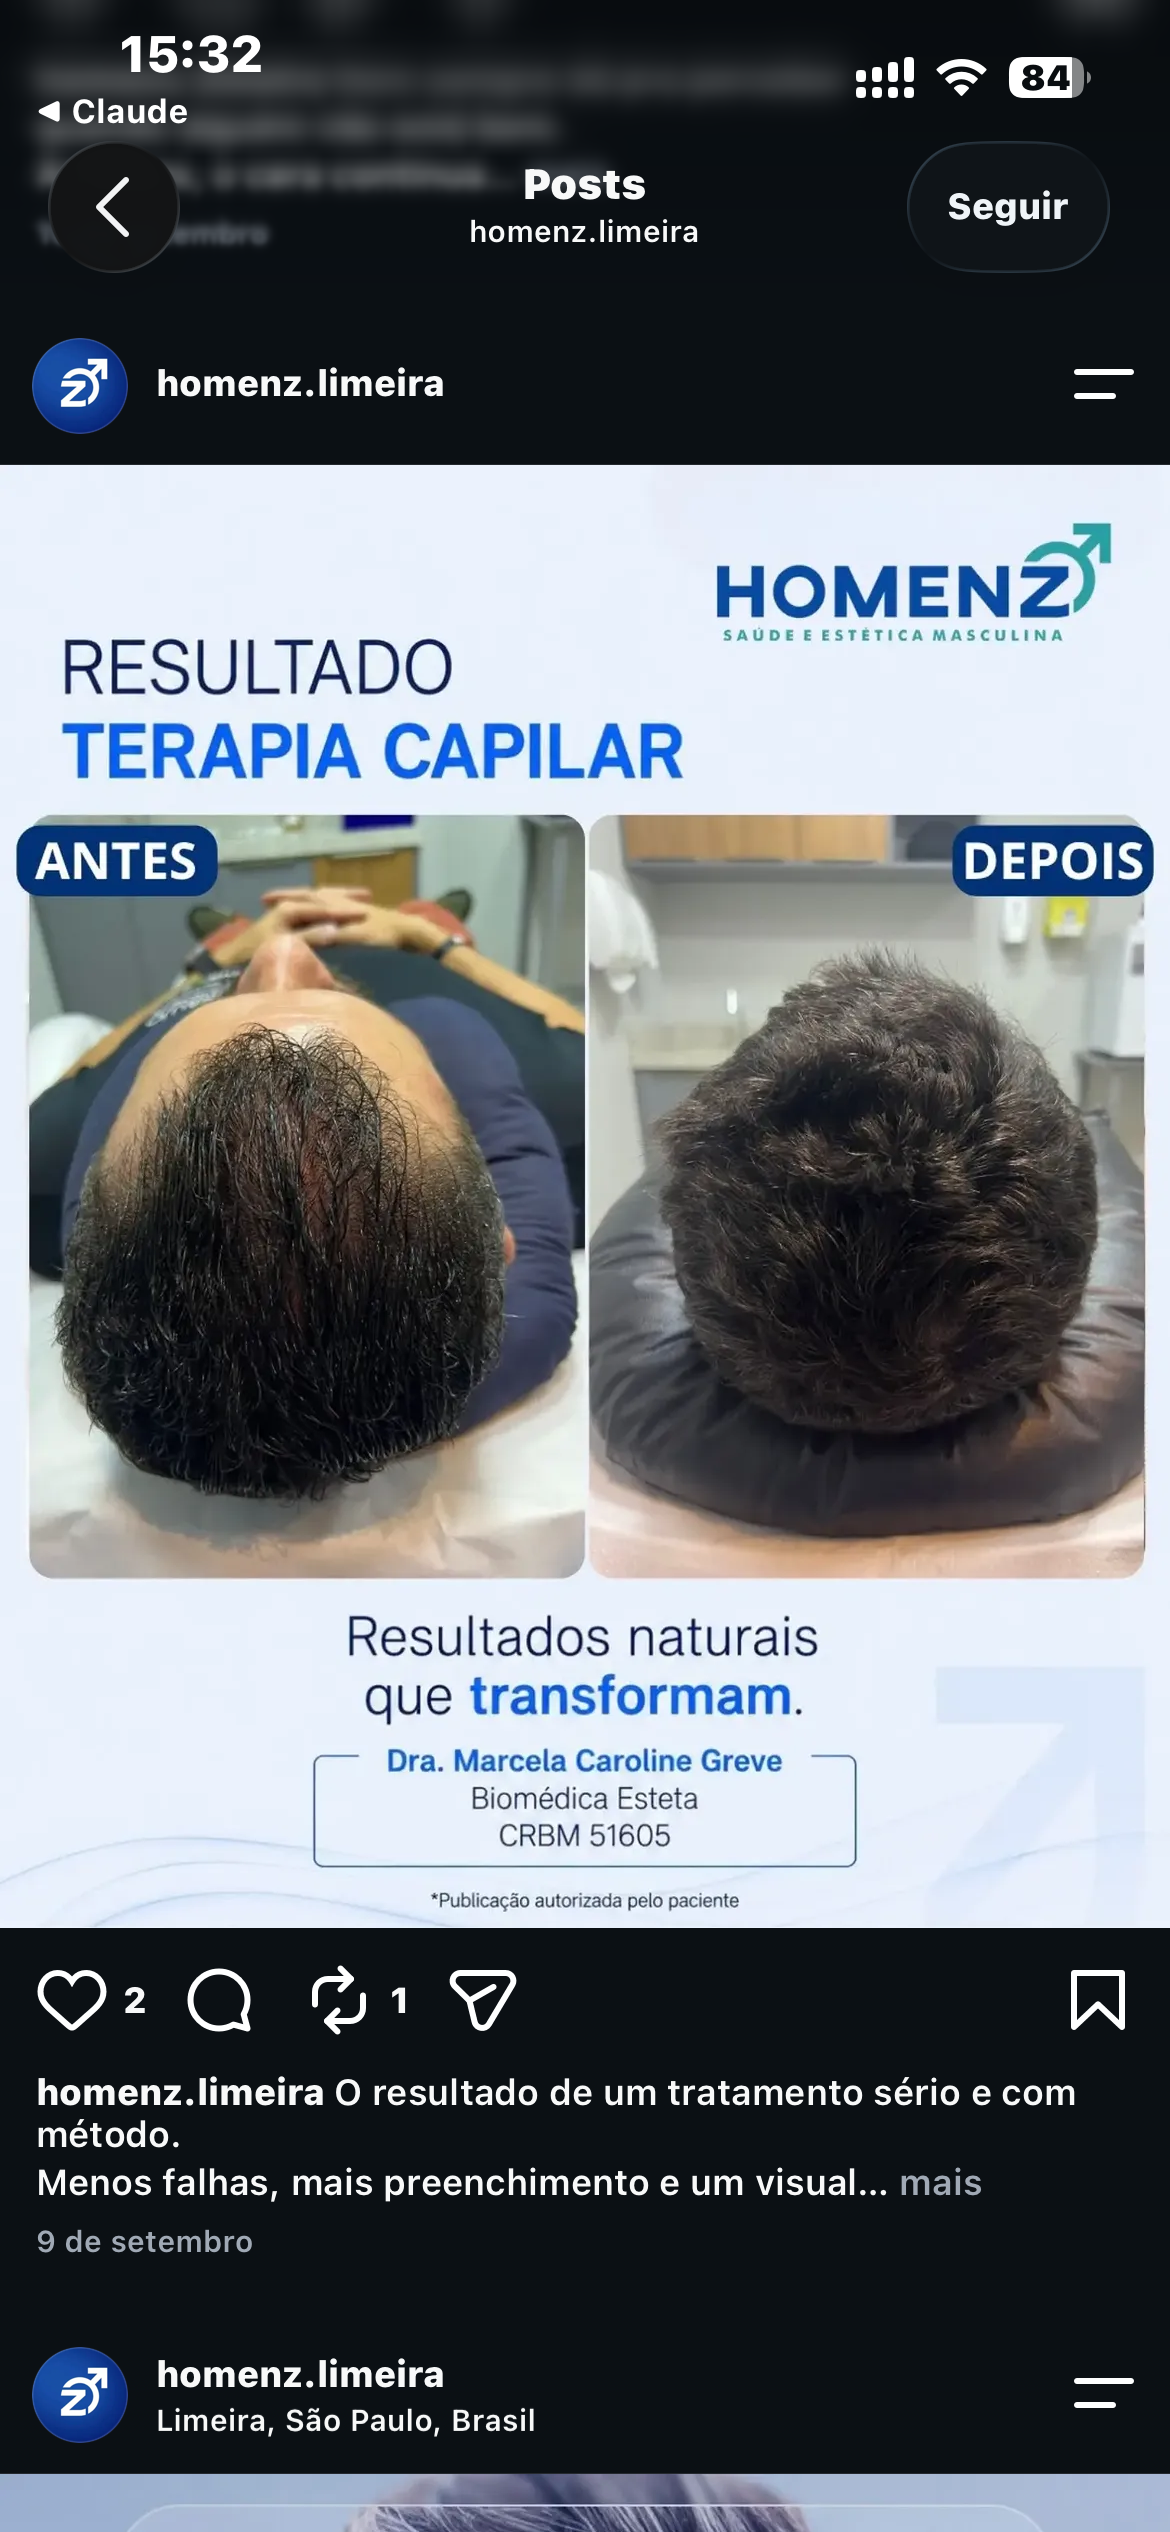 15:32
84
Claude
Posts
homenz.limeira
Seguir
homenz.limeira
HOMENZ
SAÚDE E ESTÉTICA MASCULINA
RESULTADO
TERAPIA CAPILAR
ANTES
DEPOIS
Resultados naturais
que transformam.
Dra. Marcela Caroline Greve
Biomédica Esteta
CRBM 51605
*Publicação autorizada pelo paciente
2
1
homenz.limeira O resultado de um tratamento sério e com
método.
Menos falhas, mais preenchimento e um visual... mais
9 de setembro
homenz.limeira
Limeira, São Paulo, Brasil